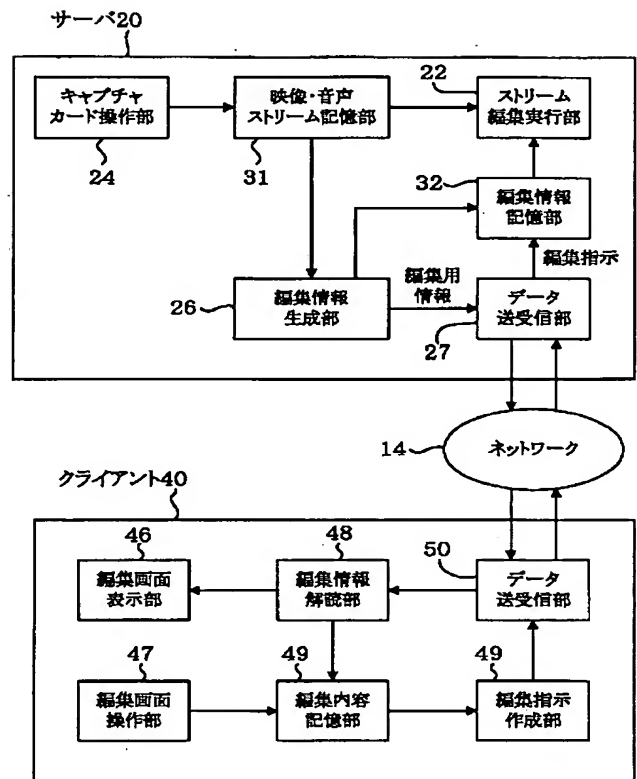 サーバ20
キャプチャ
カード操作部
24
映像・音声
ストリーム記憶部
31
22
ストリーム
編集実行部
32
編集情報
記憶部
編集指示
26
編集情報
生成部
編集用
情報
データ
送受信部
27
14
ネットワーク
クライアント40
46
編集画面
表示部
48
編集情報
解読部
50
データ
送受信部
47
編集画面
操作部
49
編集内容
記憶部
49
編集指示
作成部